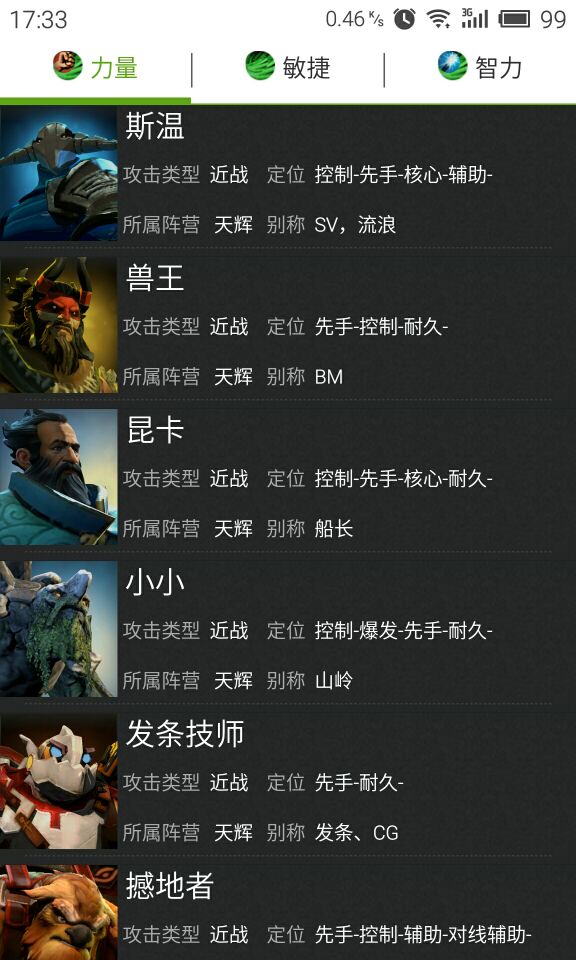 17:33 0.46 K/s 3G 99
力量 敏捷 智力
斯温
攻击类型 近战 定位 控制-先手-核心-辅助-
所属阵营 天辉 别称 SV，流浪
兽王
攻击类型 近战 定位 先手-控制-耐久-
所属阵营 天辉 别称 BM
昆卡
攻击类型 近战 定位 控制-先手-核心-耐久-
所属阵营 天辉 别称 船长
小小
攻击类型 近战 定位 控制-爆发-先手-耐久-
所属阵营 天辉 别称 山岭
发条技师
攻击类型 近战 定位 先手-耐久-
所属阵营 天辉 别称 发条、CG
撼地者
攻击类型 近战 定位 先手-控制-辅助-对线辅助-